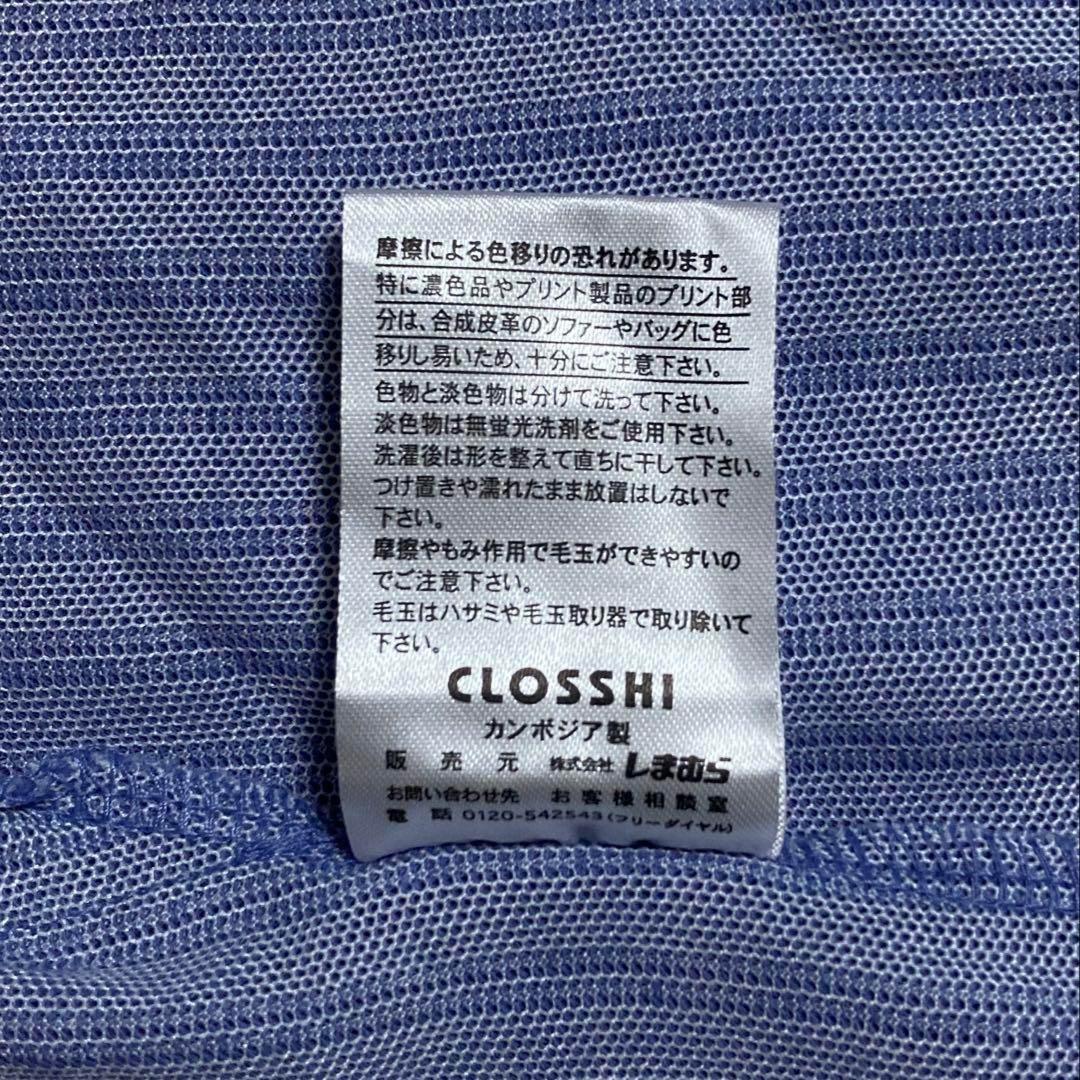 摩擦による色移りの恐れがあります。
特に濃色品やプリント製品のプリント部
分は、合成皮革のソファーやバッグに色
移りし易いため、十分にご注意下さい。
色物と淡色物は分けて洗って下さい。
淡色物は無蛍光洗剤をご使用下さい。
洗濯後は形を整えて直ちに干して下さい。
つけ置きや濡れたまま放置はしないで
下さい。
摩擦やもみ作用で毛玉ができやすいの
でご注意下さい。
毛玉はハサミや毛玉取り器で取り除いて
下さい。
CLOSSHI
カンボジア製
販売元 株式会社 しまむら
お問い合わせ先 お客様相談室
電話 0120-542543(フリーダイヤル)